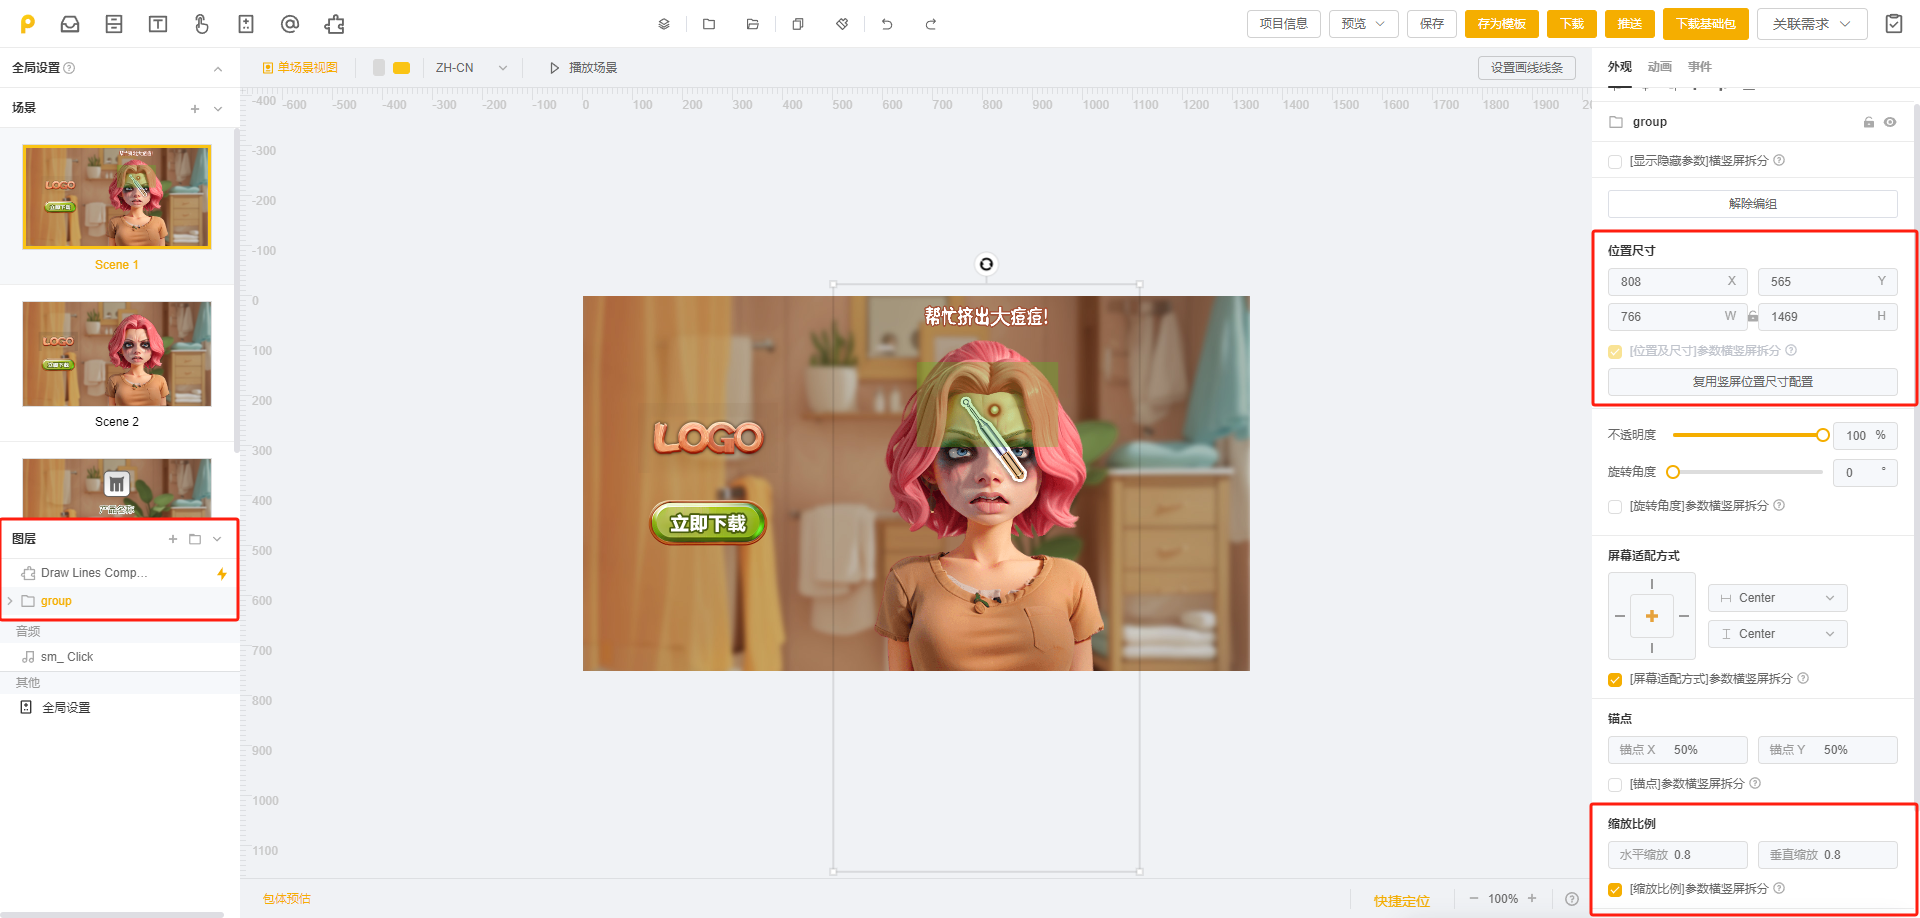 项目信息
预览
保存
存为模板
下载
推送
下载基础包
关联需求
全局设置
单场景视图
ZH-CN
播放场景
设置画线线条
外观
动画
事件
场景
-400
-600
-500
-400
-300
-200
-100
0
100
200
300
400
500
600
700
800
900
1000
1100
1200
1300
1400
1500
1600
1700
1800
1900
-300
-200
-100
0
100
200
300
400
500
600
700
800
900
1000
1100
LOGO
立即下载
Scene 1
LOGO
立即下载
Scene 2
产品名称
帮忙挤出大痘痘!
LOGO
立即下载
图层
Draw Lines Comp...
group
音频
sm_ Click
其他
全局设置
包体预估
快捷定位
100%
group
[显示隐藏参数]横竖屏拆分
解除编组
位置尺寸
808 X
565 Y
766 W
1469 H
[位置及尺寸]参数横竖屏拆分
复用竖屏位置尺寸配置
不透明度
100 %
旋转角度
0 °
[旋转角度]参数横竖屏拆分
屏幕适配方式
Center
Center
[屏幕适配方式]参数横竖屏拆分
锚点
锚点 X 50%
锚点 Y 50%
[锚点]参数横竖屏拆分
缩放比例
水平缩放 0.8
垂直缩放 0.8
[缩放比例]参数横竖屏拆分